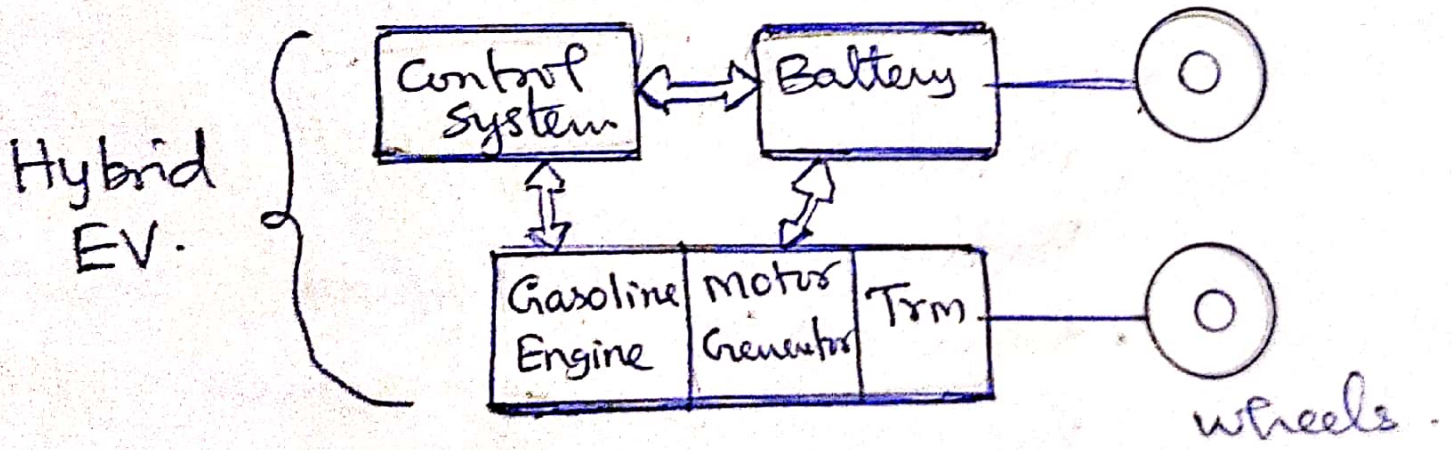 Control
system
Battery
Hybrid
EV.
Gasoline
Engine
Motor
Generator
Trm
wheels.